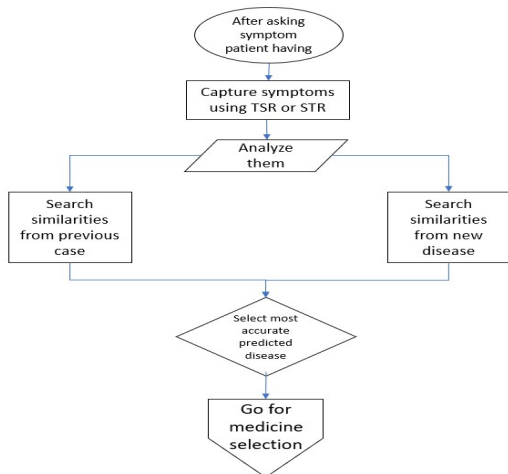 After asking
symptom
patient having
Capture symptoms
using TSR or STR
Analyze
them
Search
similarities
from previous
case
Search
similarities
from new
disease
Select most
accurate
predicted
disease
Go for
medicine
selection